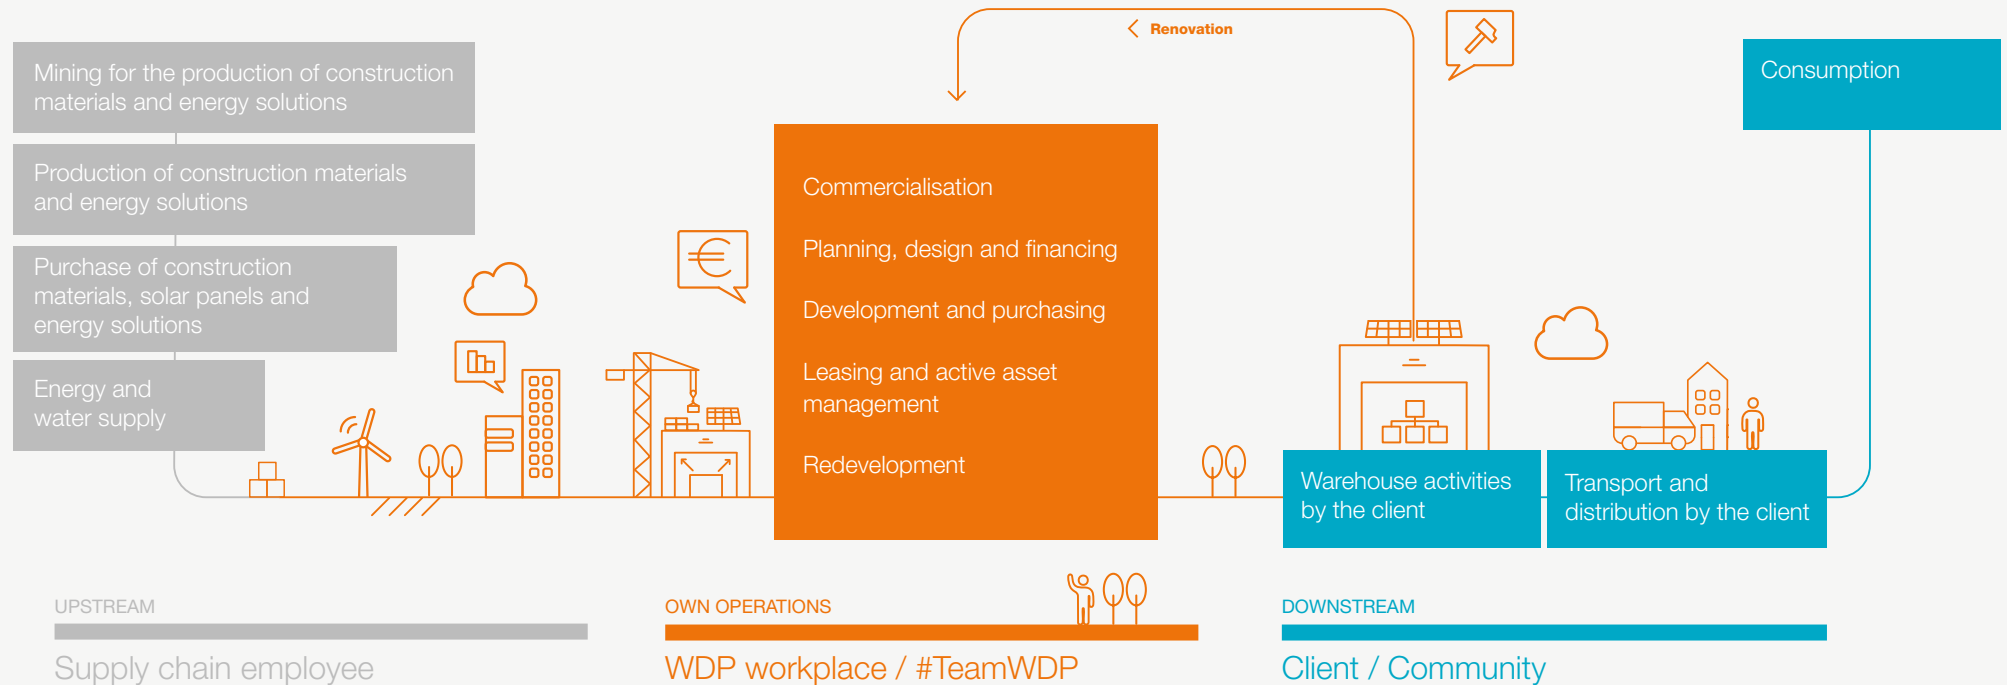 Renovation
Mining for the production of construction
materials and energy solutions
Production of construction materials
and energy solutions
Purchase of construction
materials, solar panels and
energy solutions
Energy and
water supply
Commercialisation
Planning, design and financing
Development and purchasing
Leasing and active asset
management
Redevelopment
Warehouse activities
by the client
Transport and
distribution by the client
Consumption
UPSTREAM
Supply chain employee
OWN OPERATIONS
WDP workplace / #TeamWDP
DOWNSTREAM
Client / Community